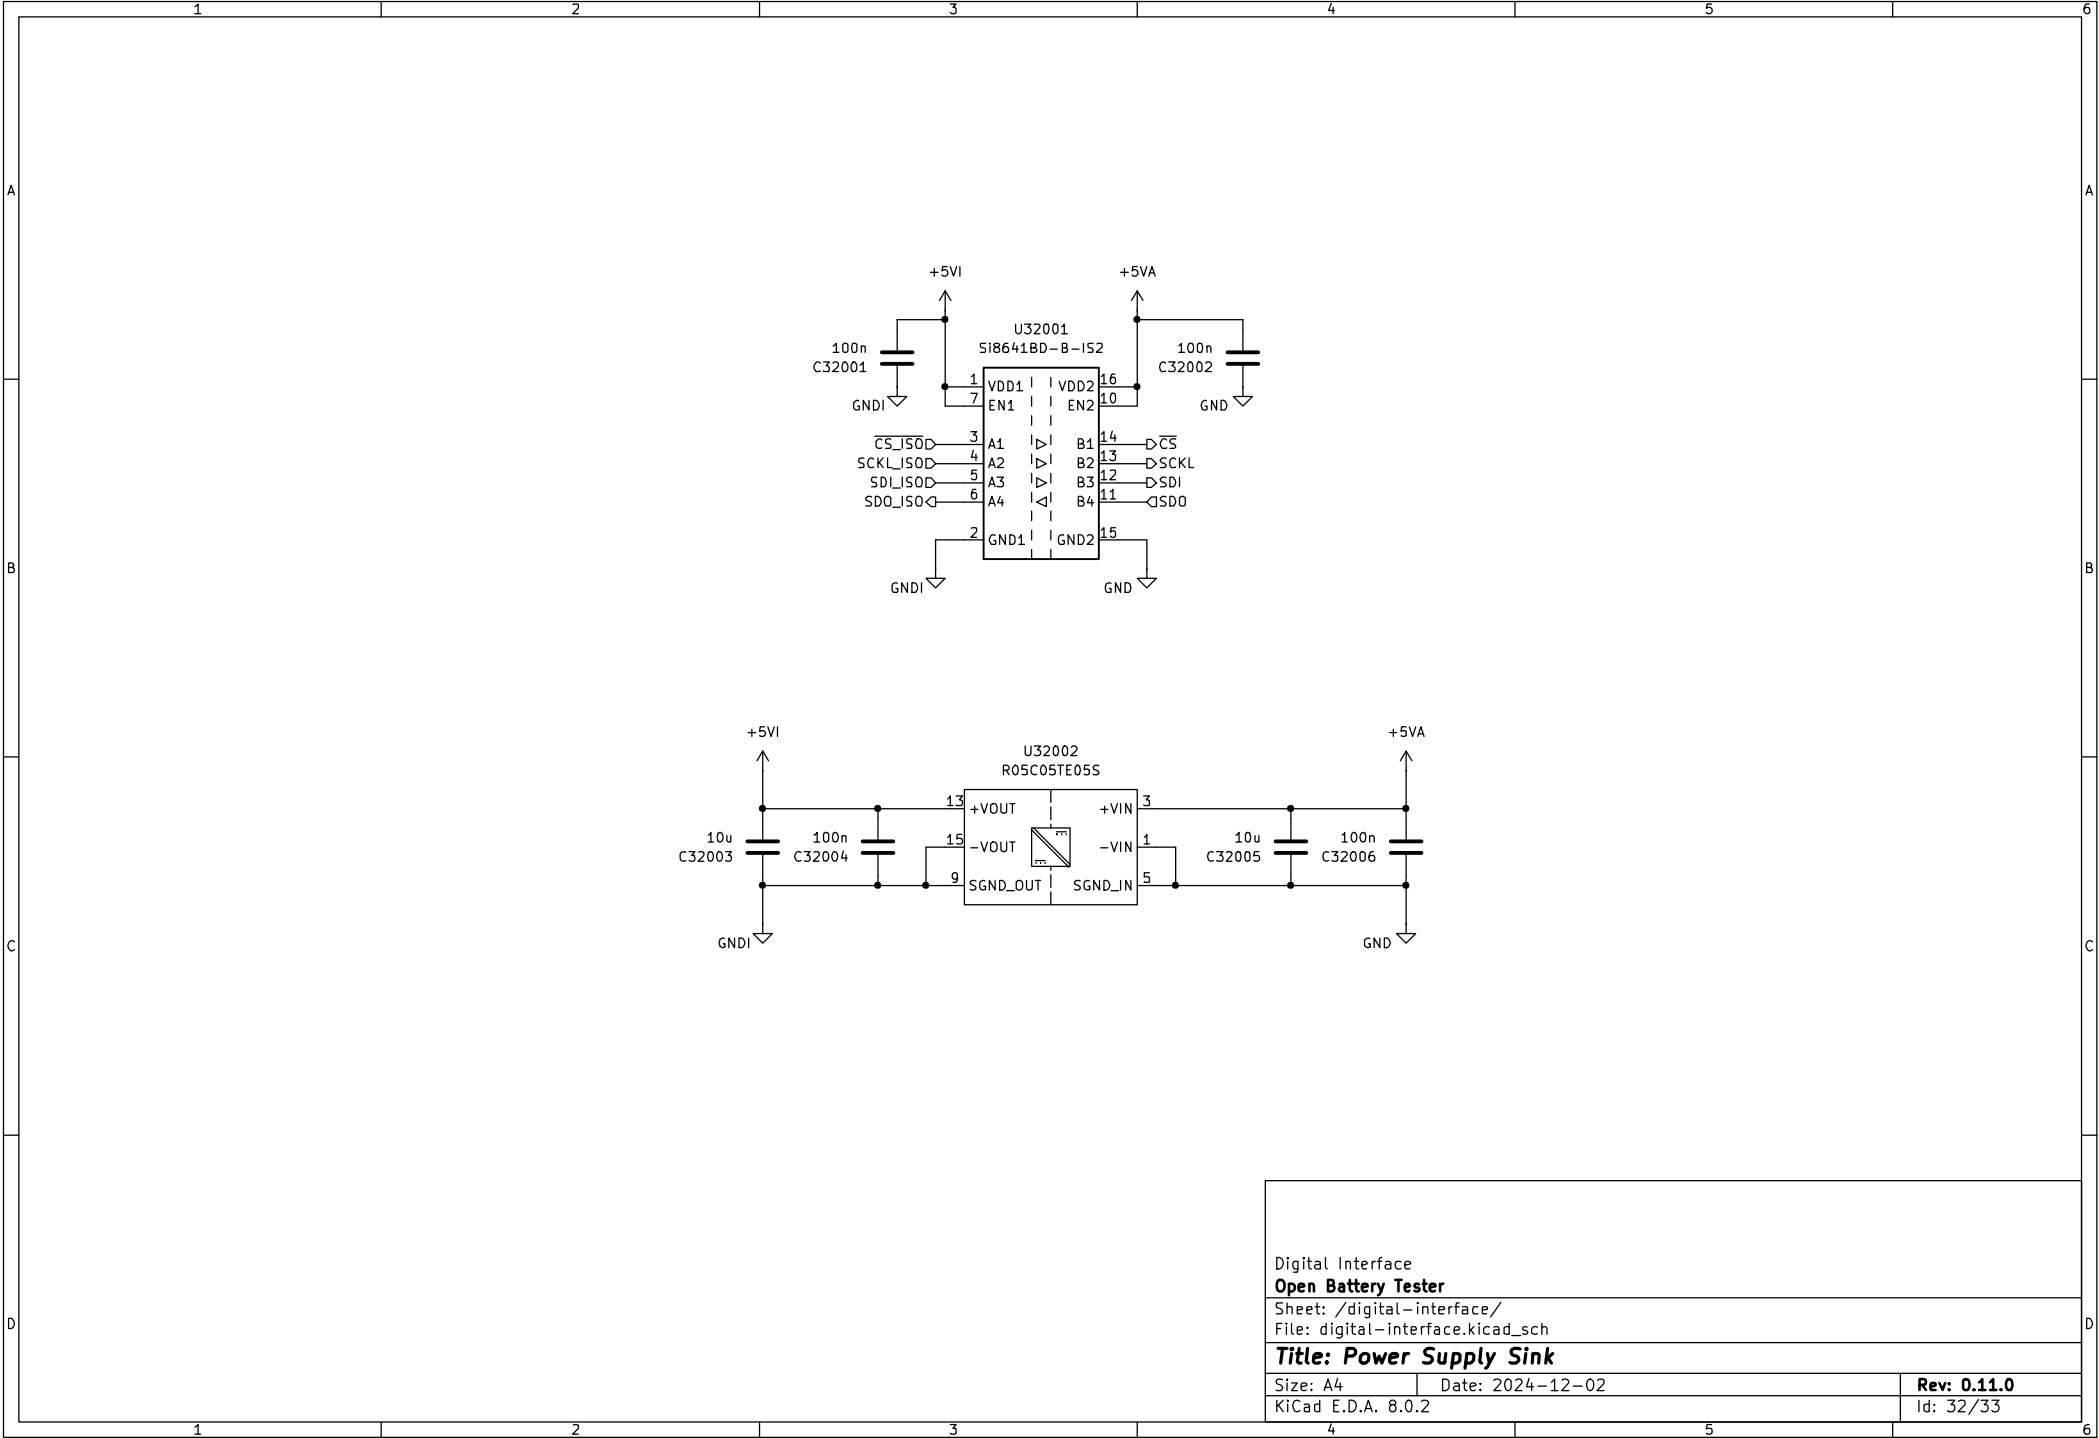 1 2 3 4 5 6
A A
+5VI +5VA
U32001
Si8641BD-B-IS2
100n 100n
C32001 C32002
1 VDD1 VDD2 16
7 EN1 EN2 10
GNDI GND
CS_ISO 3 A1 B1 14 CS
SCKL_ISO 4 A2 B2 13 SCKL
SDI_ISO 5 A3 B3 12 SDI
SDO_ISO 6 A4 B4 11 SDO
2 GND1 GND2 15
B B
GNDI GND
+5VI +5VA
U32002
R05C05TE05S
13 +VOUT +VIN 3
10u 100n 15 -VOUT -VIN 1 10u 100n
C32003 C32004 C32005 C32006
9 SGND_OUT SGND_IN 5
GNDI GND
C C
Digital Interface
Open Battery Tester
Sheet: /digital-interface/
D D
File: digital-interface.kicad_sch
Title: Power Supply Sink
Size: A4 Date: 2024-12-02 Rev: 0.11.0
KiCad E.D.A. 8.0.2 Id: 32/33
1 2 3 4 5 6